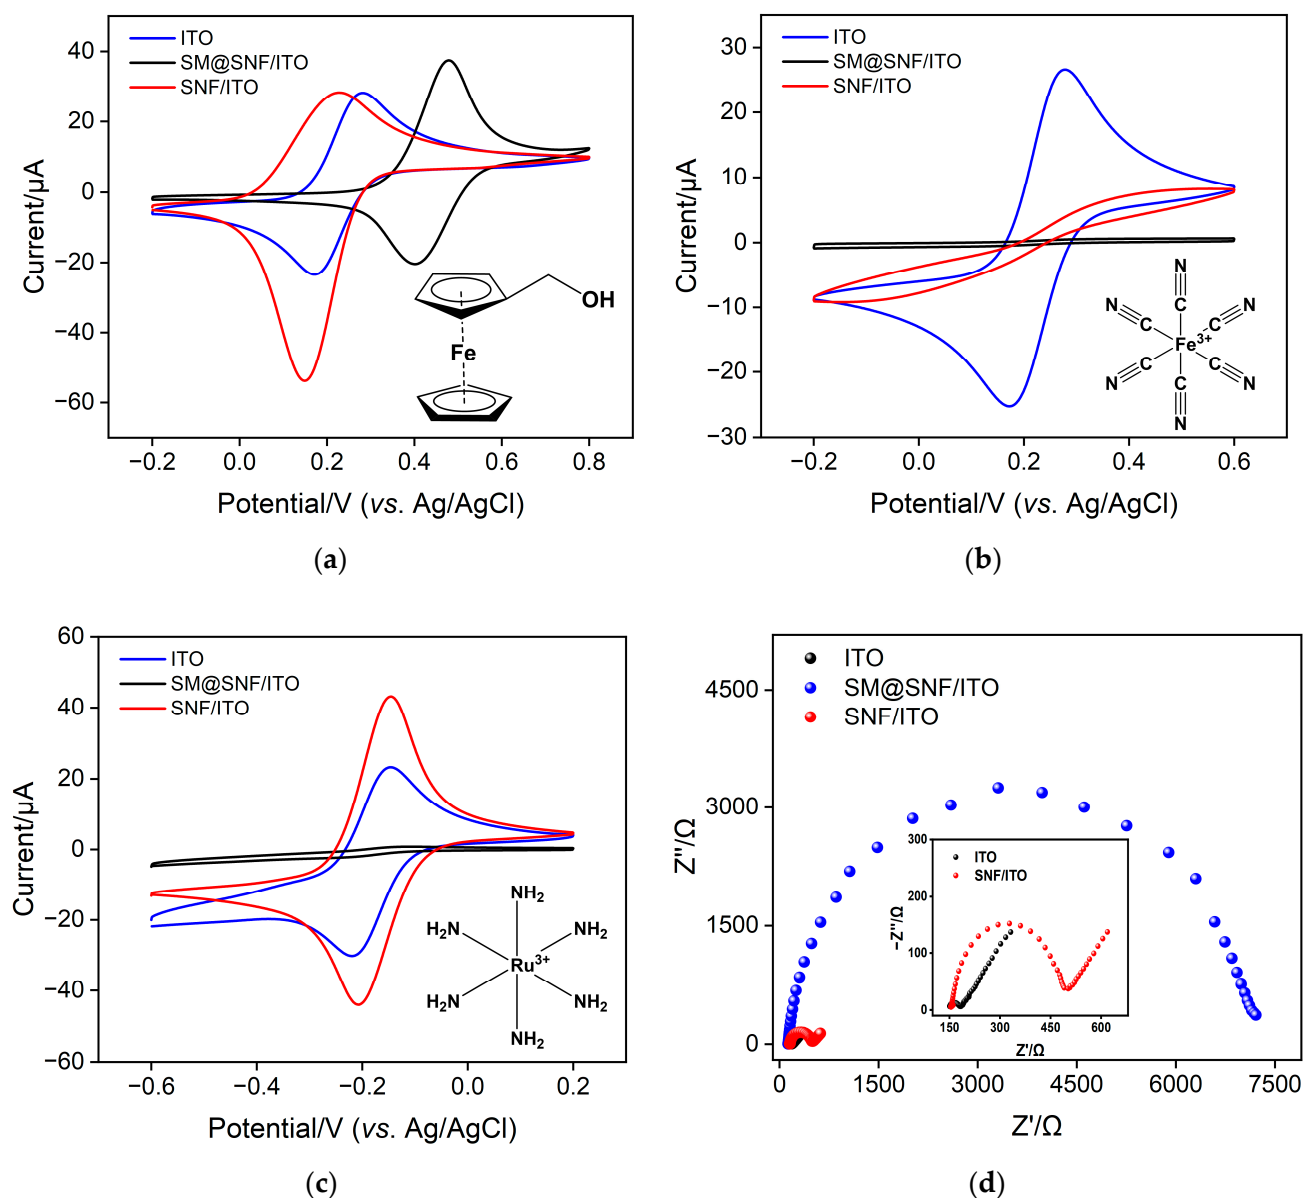 ITO
SM@SNF/ITO
SNF/ITO
40
20
0
−20
−40
−60
Current/µA
−0.2
0.0
0.2
0.4
0.6
0.8
Potential/V (vs. Ag/AgCl)
OH
Fe
(a)
ITO
SM@SNF/ITO
SNF/ITO
30
20
10
0
−10
−20
−30
Current/µA
−0.2
0.0
0.2
0.4
0.6
Potential/V (vs. Ag/AgCl)
N
C
N
C
C
N
Fe3+
N
C
C
N
C
N
(b)
ITO
SM@SNF/ITO
SNF/ITO
60
40
20
0
−20
−40
−60
Current/µA
−0.6
−0.4
−0.2
0.0
0.2
Potential/V (vs. Ag/AgCl)
NH2
H2N
NH2
Ru3+
H2N
NH2
NH2
(c)
ITO
SM@SNF/ITO
SNF/ITO
4500
3000
1500
0
Z''/Ω
0
1500
3000
4500
6000
7500
Z'/Ω
ITO
SNF/ITO
300
200
100
0
−Z''/Ω
150
300
450
600
Z'/Ω
(d)